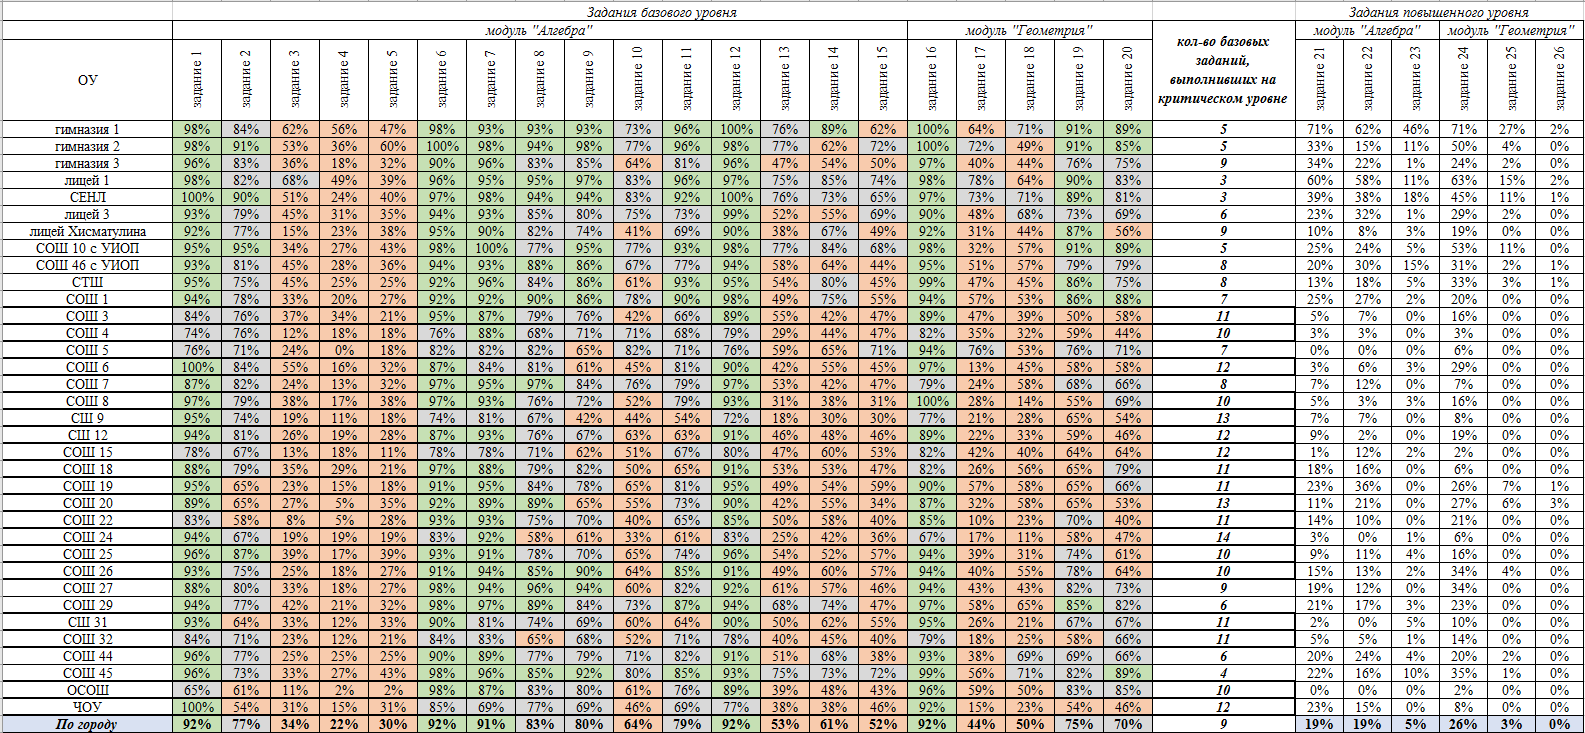 Задания базового уровня Задания повышенного уровня
модуль "Алгебра" модуль "Геометрия" кол-во базовых заданий, выполнивших на критическом уровне модуль "Алгебра" модуль "Геометрия"
ОУ задание 1 задание 2 задание 3 задание 4 задание 5 задание 6 задание 7 задание 8 задание 9 задание 10 задание 11 задание 12 задание 13 задание 14 задание 15 задание 16 задание 17 задание 18 задание 19 задание 20 задание 21 задание 22 задание 23 задание 24 задание 25 задание 26
гимназия 1 98% 84% 62% 56% 47% 98% 93% 93% 93% 73% 96% 100% 76% 89% 62% 100% 64% 71% 91% 89% 5 71% 62% 46% 71% 27% 2%
гимназия 2 98% 91% 53% 36% 60% 100% 98% 94% 98% 77% 96% 98% 77% 62% 72% 100% 72% 49% 91% 85% 5 33% 15% 11% 50% 4% 0%
гимназия 3 96% 83% 36% 18% 32% 90% 96% 83% 85% 64% 81% 96% 47% 54% 50% 97% 40% 44% 76% 75% 9 34% 22% 1% 24% 2% 0%
лицей 1 98% 82% 68% 49% 39% 96% 95% 95% 97% 83% 96% 97% 75% 85% 74% 98% 78% 64% 90% 83% 3 60% 58% 11% 63% 15% 2%
СЕНЛ 100% 90% 51% 24% 40% 97% 98% 94% 94% 83% 92% 100% 76% 73% 65% 97% 73% 71% 89% 81% 3 39% 38% 18% 45% 11% 1%
лицей 3 93% 79% 45% 31% 35% 94% 93% 85% 80% 75% 73% 99% 52% 55% 69% 90% 48% 68% 73% 69% 6 23% 32% 1% 29% 2% 0%
лицей Хисматулина 92% 77% 15% 23% 38% 95% 90% 82% 74% 41% 69% 90% 38% 67% 49% 92% 31% 44% 87% 56% 9 10% 8% 3% 19% 0% 0%
СОШ 10 с УИОП 95% 95% 34% 27% 43% 98% 100% 77% 95% 77% 93% 98% 77% 84% 68% 98% 32% 57% 91% 89% 5 25% 24% 5% 53% 11% 0%
СОШ 46 с УИОП 93% 81% 45% 28% 36% 94% 93% 88% 86% 67% 77% 94% 58% 64% 44% 95% 51% 57% 79% 79% 8 20% 30% 15% 31% 2% 1%
СТШ 95% 75% 45% 25% 25% 92% 96% 84% 86% 61% 93% 95% 54% 80% 45% 99% 47% 45% 86% 75% 8 13% 18% 5% 33% 3% 1%
СОШ 1 94% 78% 33% 20% 27% 92% 92% 90% 86% 78% 90% 98% 49% 75% 55% 94% 57% 53% 86% 88% 7 25% 27% 2% 20% 0% 0%
СОШ 3 84% 76% 37% 34% 21% 95% 87% 79% 76% 42% 66% 89% 55% 42% 47% 89% 47% 39% 50% 58% 11 5% 7% 0% 16% 0% 0%
СОШ 4 74% 76% 12% 18% 18% 76% 88% 68% 71% 71% 68% 79% 29% 44% 47% 82% 35% 32% 59% 44% 10 3% 3% 0% 3% 0% 0%
СОШ 5 76% 71% 24% 0% 18% 82% 82% 82% 65% 82% 71% 76% 59% 65% 71% 94% 76% 53% 76% 71% 7 0% 0% 0% 6% 0% 0%
СОШ 6 100% 84% 55% 16% 32% 87% 84% 81% 61% 45% 81% 90% 42% 55% 45% 97% 13% 45% 58% 58% 12 3% 6% 3% 29% 0% 0%
СОШ 7 87% 82% 24% 13% 32% 97% 95% 97% 84% 76% 79% 97% 53% 42% 47% 79% 24% 58% 68% 66% 8 7% 12% 0% 7% 0% 0%
СОШ 8 97% 79% 38% 17% 38% 97% 93% 76% 72% 52% 79% 93% 31% 38% 31% 100% 28% 14% 55% 69% 10 5% 3% 3% 16% 0% 0%
СШ 9 95% 74% 19% 11% 18% 74% 81% 67% 42% 44% 54% 72% 18% 30% 30% 77% 21% 28% 65% 54% 13 7% 7% 0% 8% 0% 0%
СШ 12 94% 81% 26% 19% 28% 87% 93% 76% 67% 63% 63% 91% 46% 48% 46% 89% 22% 33% 59% 46% 12 9% 2% 0% 19% 0% 0%
СОШ 15 78% 67% 13% 18% 11% 78% 78% 71% 62% 51% 67% 80% 47% 60% 53% 82% 42% 40% 64% 64% 12 1% 12% 2% 2% 0% 0%
СОШ 18 88% 79% 35% 29% 21% 97% 88% 79% 82% 50% 65% 91% 53% 53% 47% 82% 26% 56% 65% 79% 11 18% 16% 0% 6% 0% 0%
СОШ 19 95% 65% 23% 15% 18% 91% 95% 84% 78% 65% 81% 95% 49% 54% 59% 90% 57% 58% 65% 66% 11 23% 36% 0% 26% 7% 1%
СОШ 20 89% 65% 27% 5% 35% 92% 89% 89% 65% 55% 73% 90% 42% 55% 34% 87% 32% 58% 65% 53% 13 11% 21% 0% 27% 6% 3%
СОШ 22 83% 58% 8% 5% 28% 93% 93% 75% 70% 40% 65% 85% 50% 58% 40% 85% 10% 23% 70% 40% 11 14% 10% 0% 21% 0% 0%
СОШ 24 94% 67% 19% 19% 19% 83% 92% 58% 61% 33% 61% 83% 25% 42% 36% 67% 17% 11% 58% 47% 14 3% 0% 1% 6% 0% 0%
СОШ 25 96% 87% 39% 17% 39% 93% 91% 78% 70% 65% 74% 96% 54% 52% 57% 94% 39% 31% 74% 61% 10 9% 11% 4% 16% 0% 0%
СОШ 26 93% 75% 25% 18% 27% 91% 94% 85% 90% 64% 85% 91% 49% 60% 57% 94% 40% 55% 78% 64% 10 15% 13% 2% 34% 4% 0%
СОШ 27 88% 80% 33% 18% 27% 98% 94% 96% 94% 60% 82% 92% 61% 57% 46% 94% 43% 43% 82% 73% 9 19% 12% 0% 34% 0% 0%
СОШ 29 94% 77% 42% 21% 32% 98% 97% 89% 84% 73% 87% 94% 68% 74% 47% 97% 58% 65% 85% 82% 6 21% 17% 3% 23% 0% 0%
СШ 31 93% 64% 33% 12% 33% 90% 81% 74% 69% 60% 64% 90% 50% 62% 55% 95% 26% 21% 67% 67% 11 2% 0% 5% 10% 0% 0%
СОШ 32 84% 71% 23% 12% 21% 84% 83% 65% 68% 52% 71% 78% 40% 45% 40% 79% 18% 25% 58% 66% 11 5% 5% 1% 14% 0% 0%
СОШ 44 96% 77% 25% 25% 25% 90% 89% 77% 79% 71% 82% 91% 51% 68% 38% 93% 38% 69% 69% 66% 6 20% 24% 4% 20% 2% 0%
СОШ 45 96% 73% 33% 27% 43% 98% 96% 85% 92% 80% 85% 93% 75% 73% 72% 99% 56% 71% 82% 89% 4 22% 16% 10% 35% 1% 0%
ОСОШ 65% 61% 11% 2% 2% 98% 87% 83% 80% 61% 76% 89% 39% 48% 43% 96% 59% 50% 83% 85% 10 0% 0% 0% 2% 0% 0%
ЧОУ 100% 54% 31% 15% 31% 85% 69% 77% 69% 46% 69% 77% 38% 38% 46% 92% 15% 23% 54% 46% 12 23% 15% 0% 8% 0% 0%
По городу 92% 77% 34% 22% 30% 92% 91% 83% 80% 64% 79% 92% 53% 61% 52% 92% 44% 50% 75% 70% 9 19% 19% 5% 26% 3% 0%